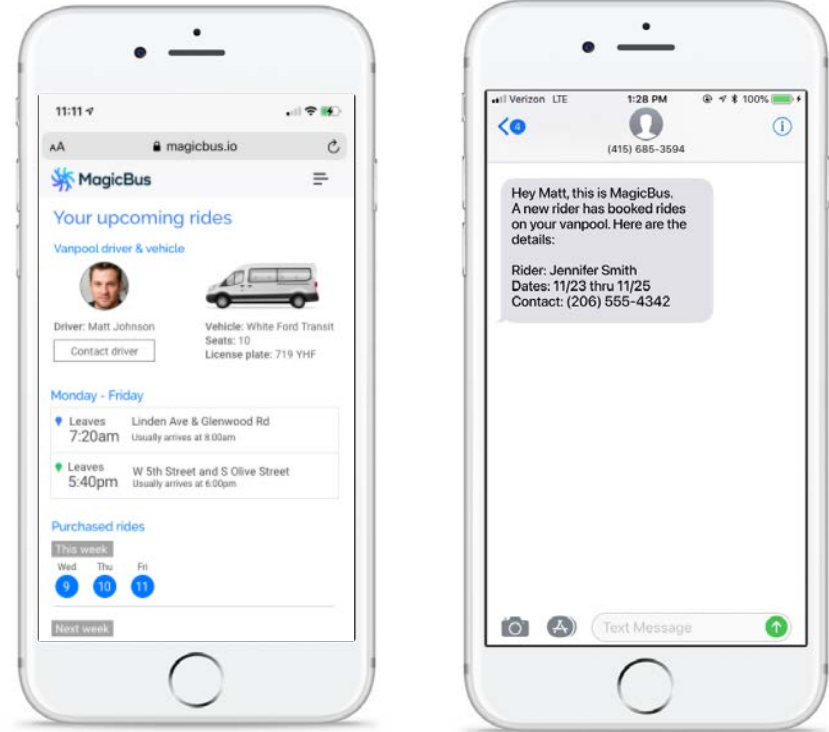 11:11
AA magicbus.io
MagicBus
Your upcoming rides
Vanpool driver & vehicle
Driver: Matt Johnson
Contact driver
Vehicle: White Ford Transit
Seats: 10
License plate: 719 YHF
Monday - Friday
Leaves Linden Ave & Glenwood Rd
7:20am Usually arrives at 8:00am
Leaves W 5th Street and S Olive Street
5:40pm Usually arrives at 6:00pm
Purchased rides
This week
Wed Thu Fri
9 10 11
Next week
Verizon LTE 1:28 PM 100%
4
(415) 685-3594
Hey Matt, this is MagicBus.
A new rider has booked rides
on your vanpool. Here are the
details:
Rider: Jennifer Smith
Dates: 11/23 thru 11/25
Contact: (206) 555-4342
Text Message